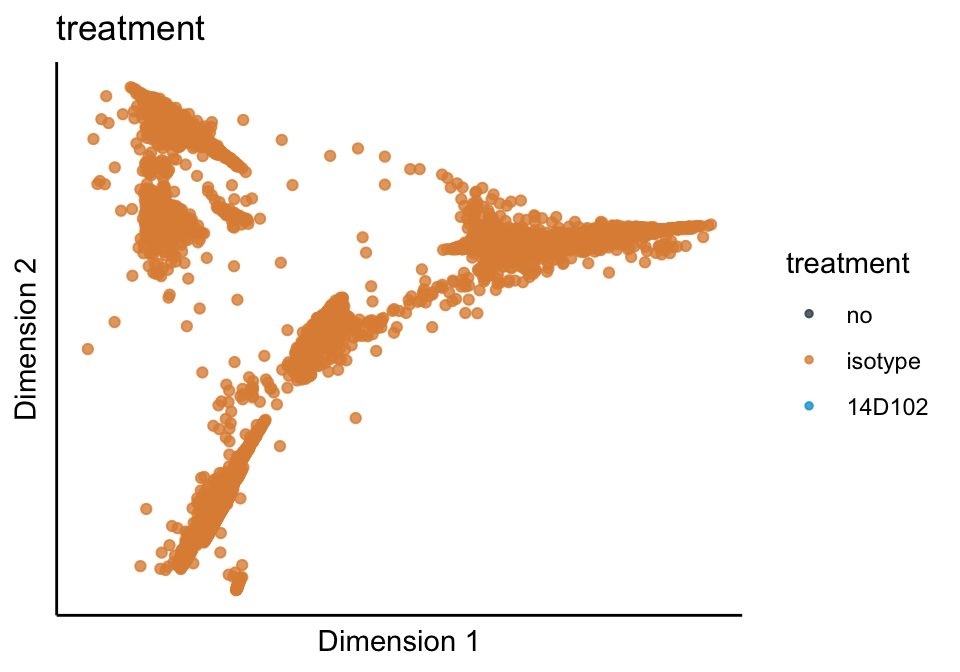 treatment
Dimension 2
Dimension 1
treatment
no
isotype
14D102